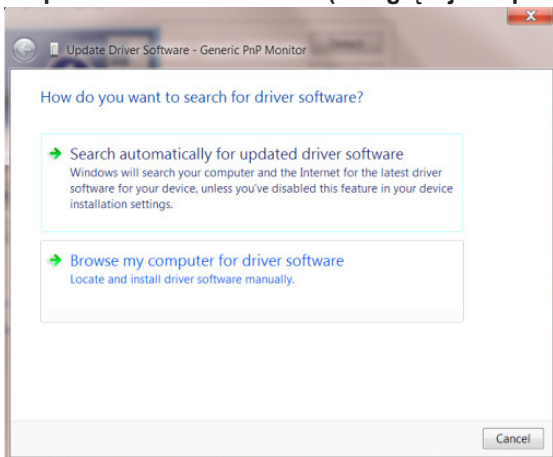 Update Driver Software - Generic PnP Monitor
How do you want to search for driver software?
Search automatically for updated driver software
Windows will search your computer and the Internet for the latest driver
software for your device, unless you've disabled this feature in your device
installation settings.
Browse my computer for driver software
Locate and install driver software manually.
Cancel